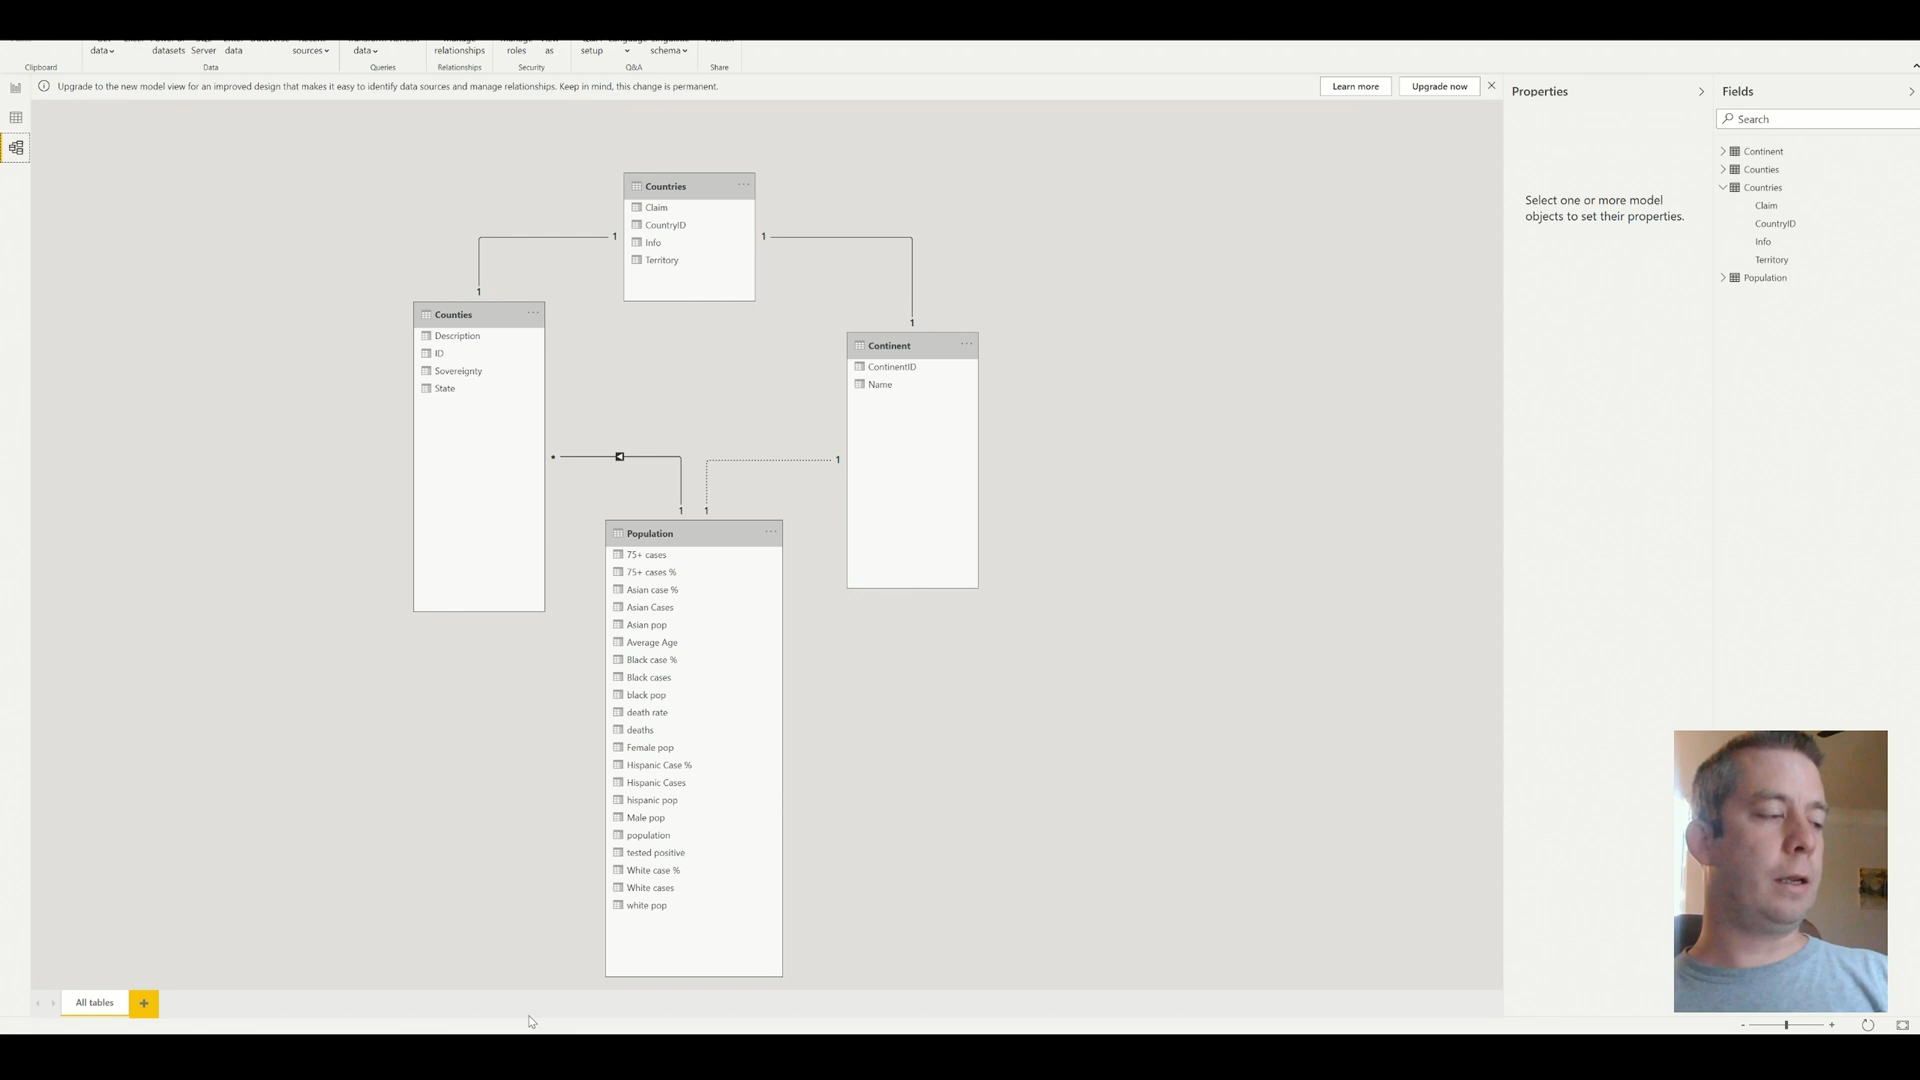 data
datasets
Server
data
sources
data
relationships
roles
as
setup
schema
Clipboard
Data
Queries
Relationships
Security
Q&A
Share
Upgrade to the new model view for an improved design that makes it easy to identify data sources and manage relationships. Keep in mind, this change is permanent.
Learn more
Upgrade now
Properties
Fields
Search
Select one or more model
objects to set their properties.
Continent
Counties
Countries
Claim
CountryID
Info
Territory
Population
Countries
Claim
CountryID
Info
Territory
1
1
1
1
Counties
Description
ID
Sovereignty
State
Continent
ContinentID
Name
*
1
1
1
Population
75+ cases
75+ cases %
Asian case %
Asian Cases
Asian pop
Average Age
Black case %
Black cases
black pop
death rate
deaths
Female pop
Hispanic Case %
Hispanic Cases
hispanic pop
Male pop
population
tested positive
White case %
White cases
white pop
All tables